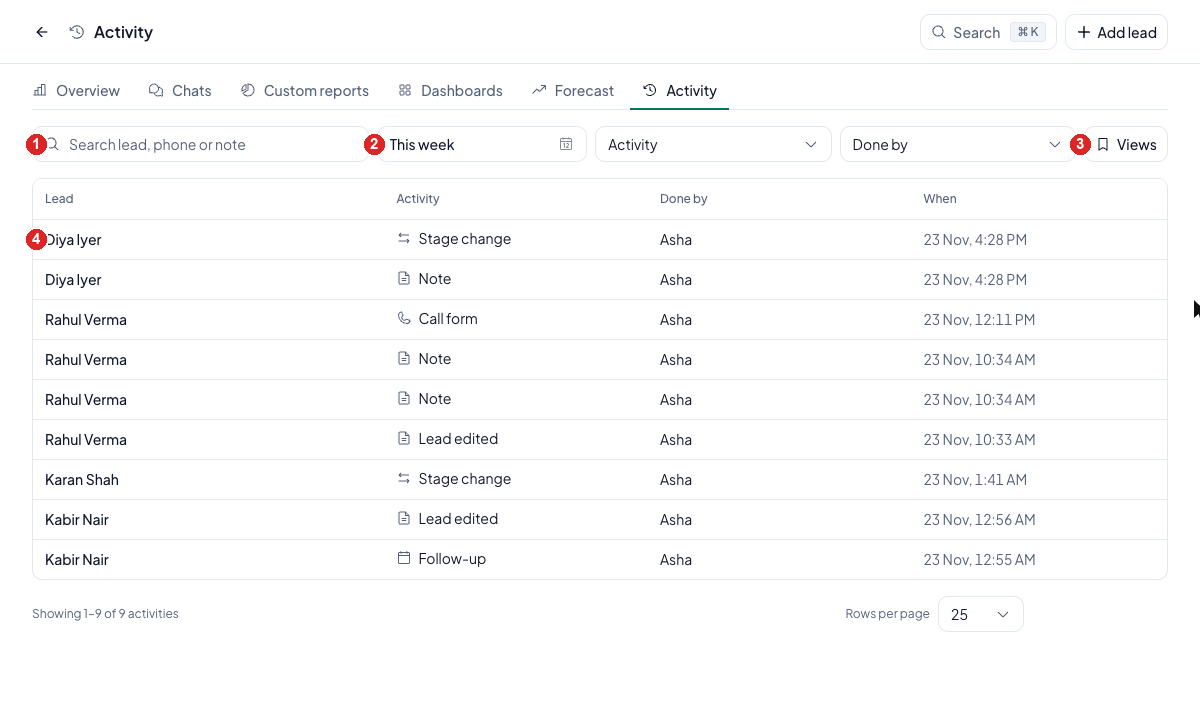 Activity
Search ⌘ K
Add lead
Overview Chats Custom reports Dashboards Forecast Activity
1 Search lead, phone or note 2 This week 12 Activity Done by 3 Views
Lead Activity Done by When
4 Diya Iyer Stage change Asha 23 Nov, 4:28 PM
Diya Iyer Note Asha 23 Nov, 4:28 PM
Rahul Verma Call form Asha 23 Nov, 12:11 PM
Rahul Verma Note Asha 23 Nov, 10:34 AM
Rahul Verma Note Asha 23 Nov, 10:34 AM
Rahul Verma Lead edited Asha 23 Nov, 10:33 AM
Karan Shah Stage change Asha 23 Nov, 1:41 AM
Kabir Nair Lead edited Asha 23 Nov, 12:56 AM
Kabir Nair Follow-up Asha 23 Nov, 12:55 AM
Showing 1–9 of 9 activities Rows per page 25